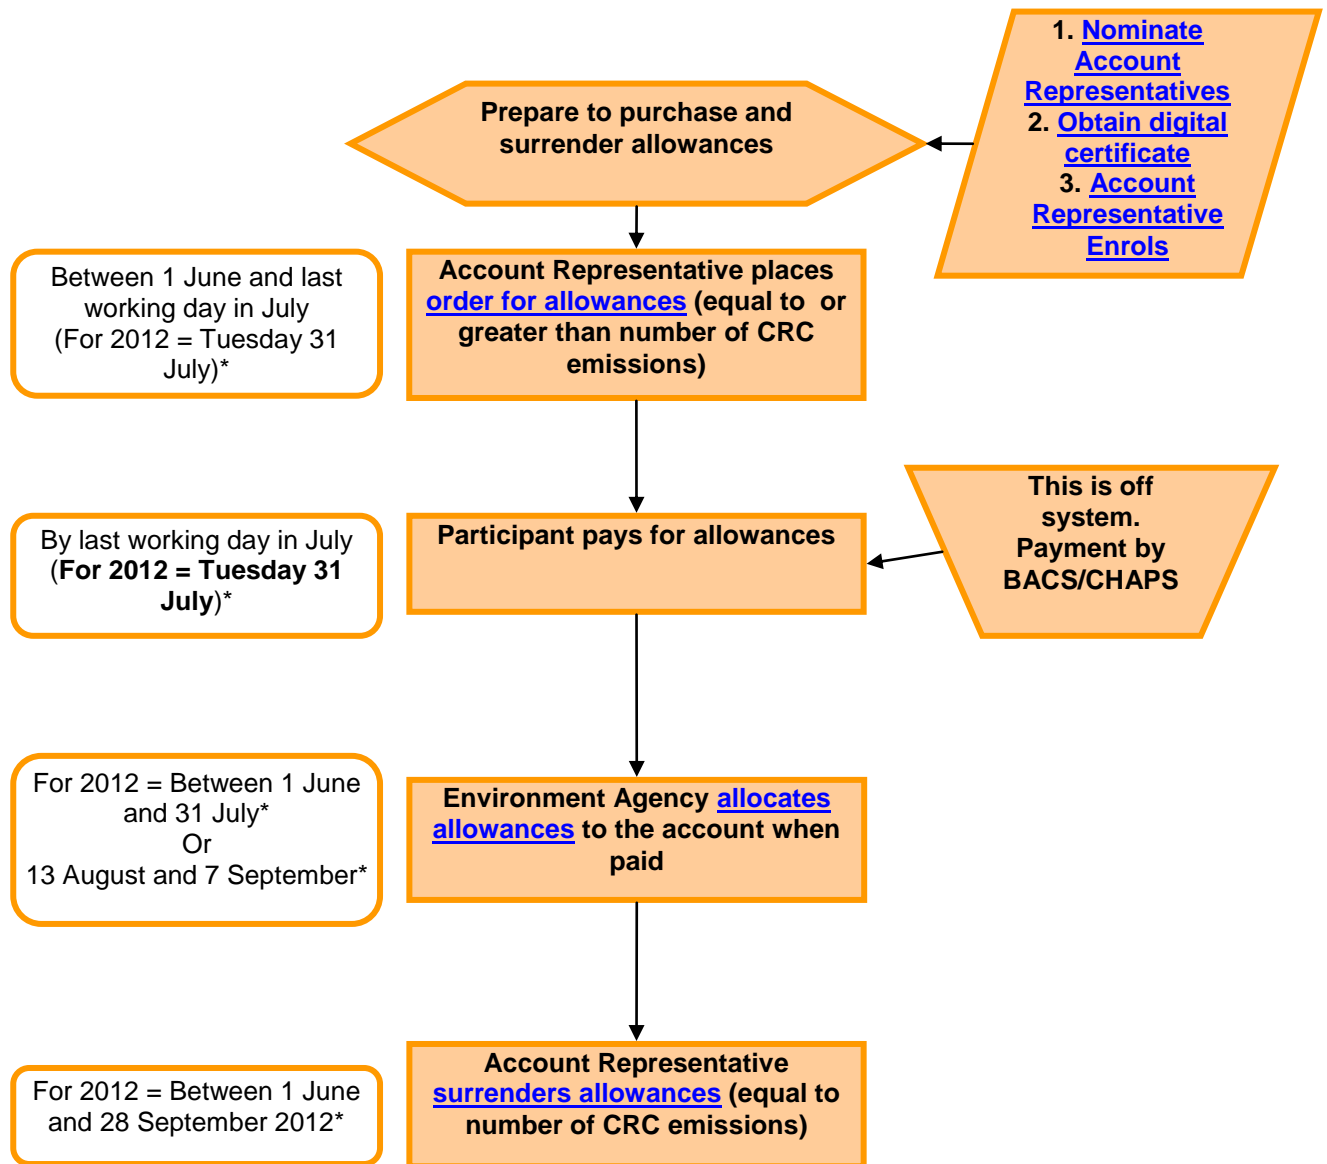 1. Nominate
Account
Representatives
2. Obtain digital
certificate
3. Account
Representative
Enrols
Prepare to purchase and
surrender allowances
Between 1 June and last
working day in July
(For 2012 = Tuesday 31
July)*
Account Representative places
order for allowances (equal to or
greater than number of CRC
emissions)
By last working day in July
(For 2012 = Tuesday 31
July)*
Participant pays for allowances
This is off
system.
Payment by
BACS/CHAPS
For 2012 = Between 1 June
and 31 July*
Or
13 August and 7 September*
Environment Agency allocates
allowances to the account when
paid
For 2012 = Between 1 June
and 28 September 2012*
Account Representative
surrenders allowances (equal to
number of CRC emissions)